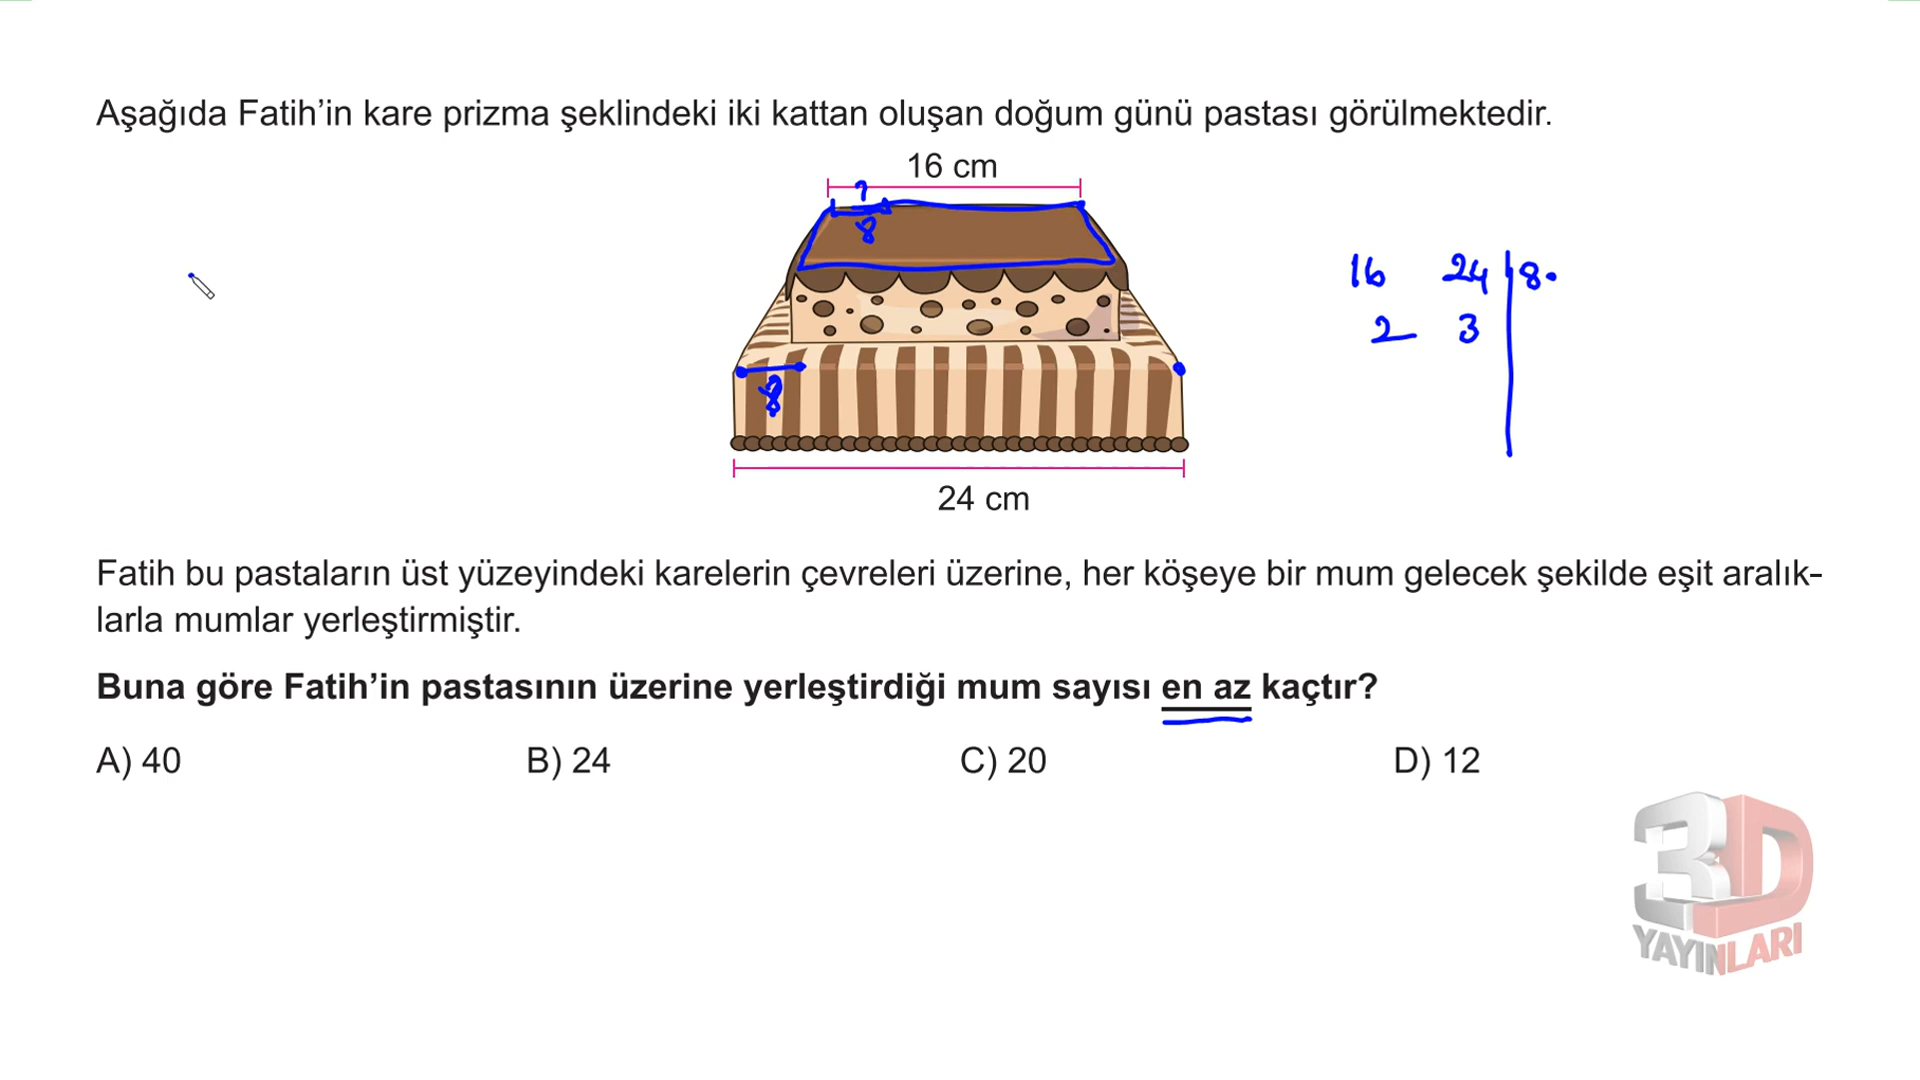 Aşağıda Fatih’in kare prizma şeklindeki iki kattan oluşan doğum günü pastası görülmektedir.
16 cm
?
8
16 24 8.
2 3
8
24 cm
Fatih bu pastaların üst yüzeyindeki karelerin çevreleri üzerine, her köşeye bir mum gelecek şekilde eşit aralık-
larla mumlar yerleştirmiştir.
Buna göre Fatih’in pastasının üzerine yerleştirdiği mum sayısı en az kaçtır?
A) 40 B) 24 C) 20 D) 12
3D
YAYINLARI